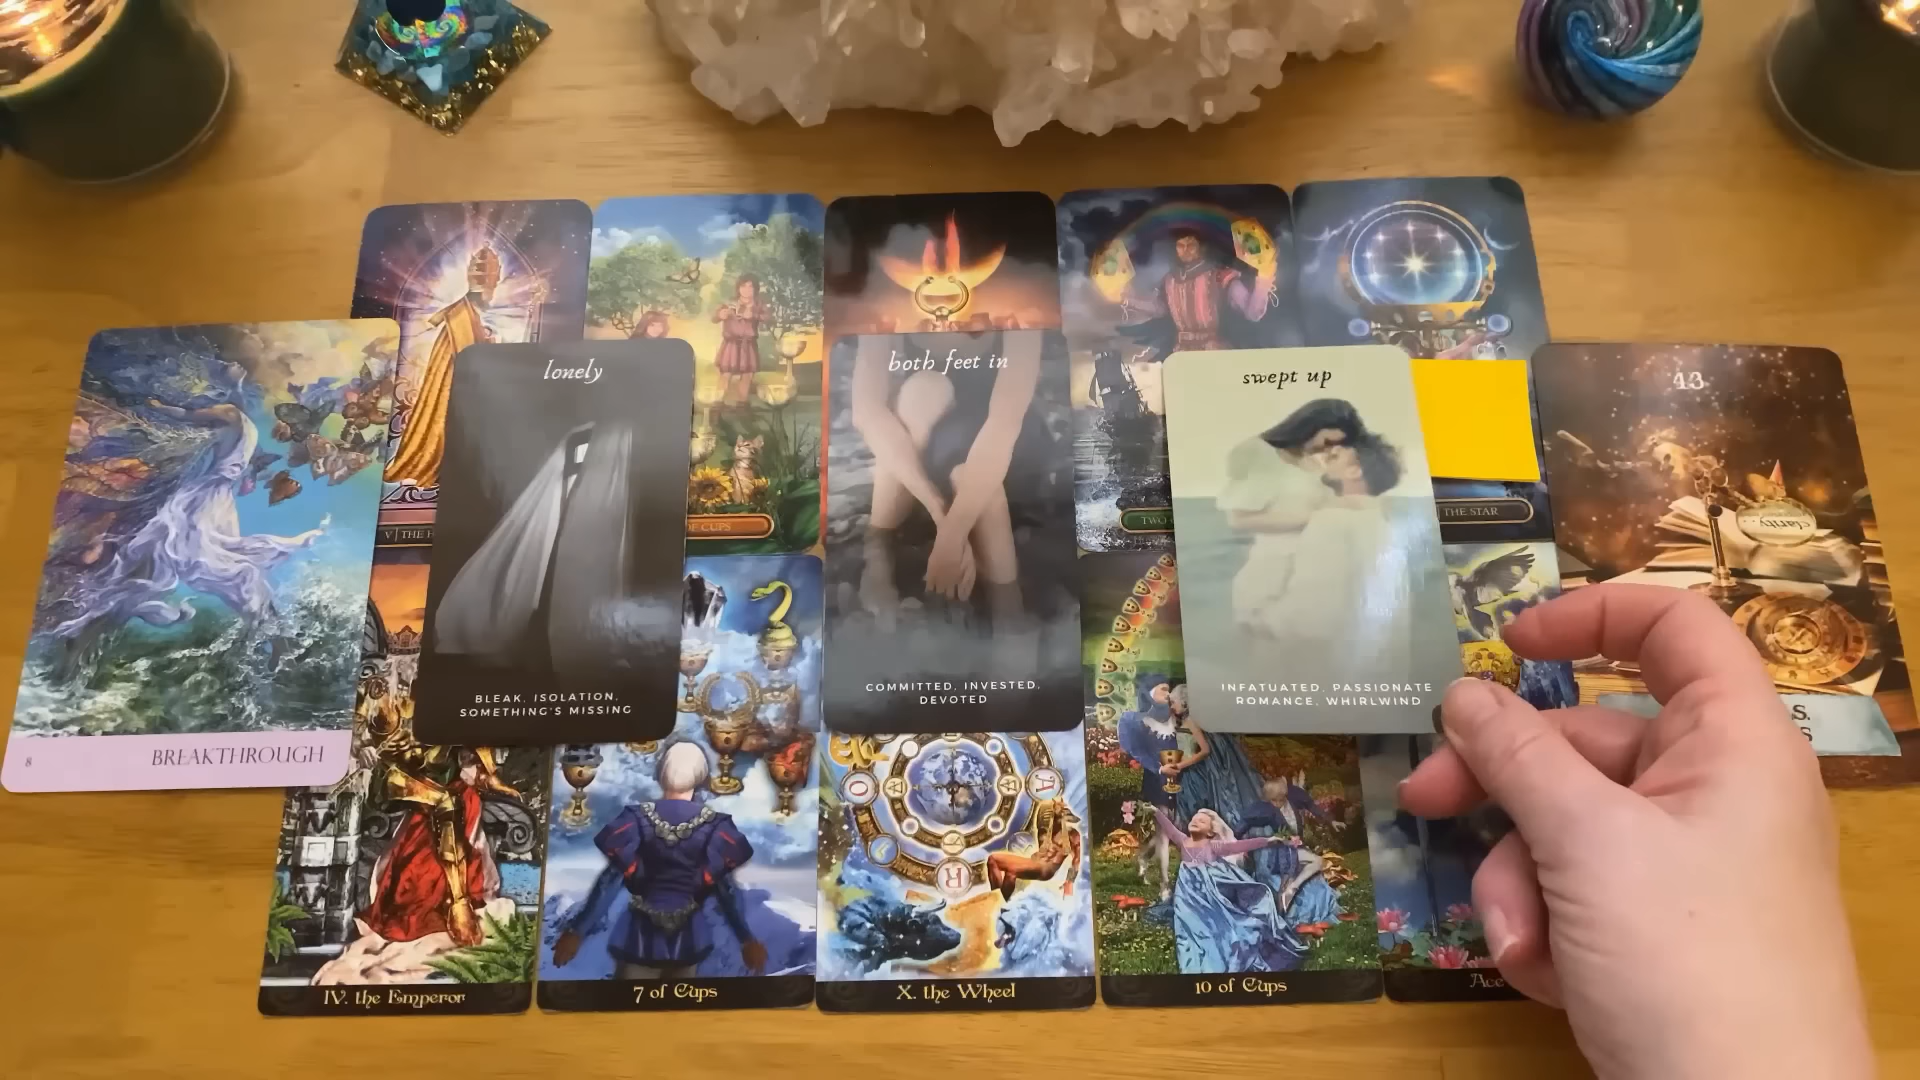 lonely
both feet in
swept up
43
clarity.
V | THE H
OF CUPS
TWO
THE STAR
BLEAK, ISOLATION,
SOMETHING'S MISSING
COMMITTED, INVESTED,
DEVOTED
INFATUATED, PASSIONATE
ROMANCE, WHIRLWIND
8
BREAKTHROUGH
S.
S
IV. the Emperor
7 of Cups
X. the Wheel
10 of Cups
Ace